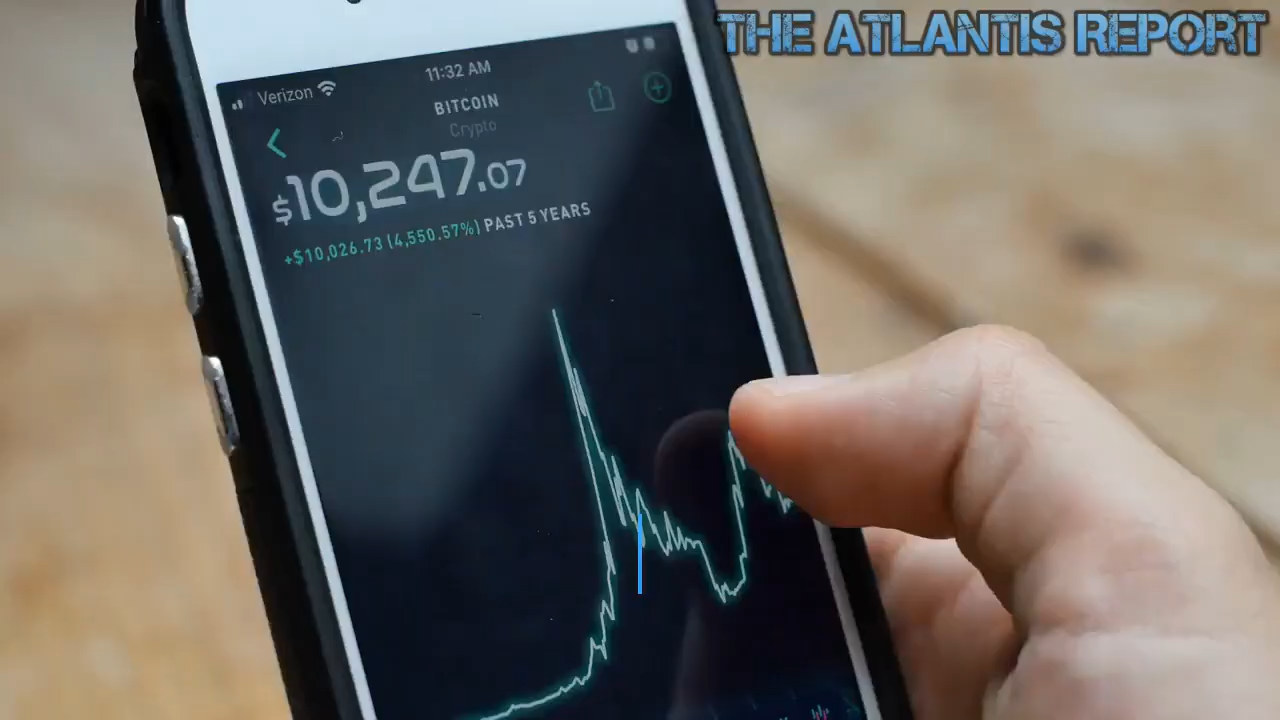 THE ATLANTIS REPORT
11:32 AM
Verizon
BITCOIN
Crypto
$10,247.07
+$10,026.73 (4,550.57%) PAST 5 YEARS